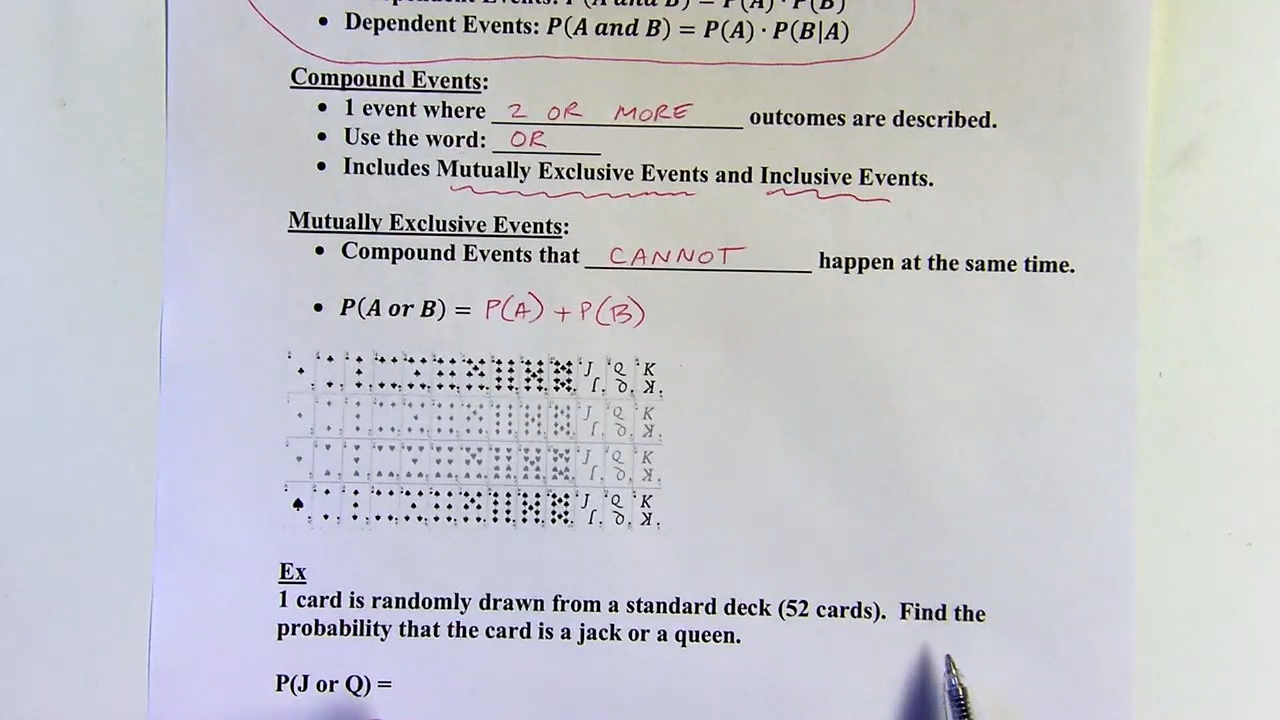 Events: P(A and B) = P(A) · P(B)
• Dependent Events: P(A and B) = P(A) · P(B|A)
Compound Events:
• 1 event where 2 OR MORE outcomes are described.
• Use the word: OR
• Includes Mutually Exclusive Events and Inclusive Events.
Mutually Exclusive Events:
• Compound Events that CANNOT happen at the same time.
• P(A or B) = P(A) + P(B)
J Q K
J Q K
J Q K
J Q K
Ex
1 card is randomly drawn from a standard deck (52 cards). Find the
probability that the card is a jack or a queen.
P(J or Q) =